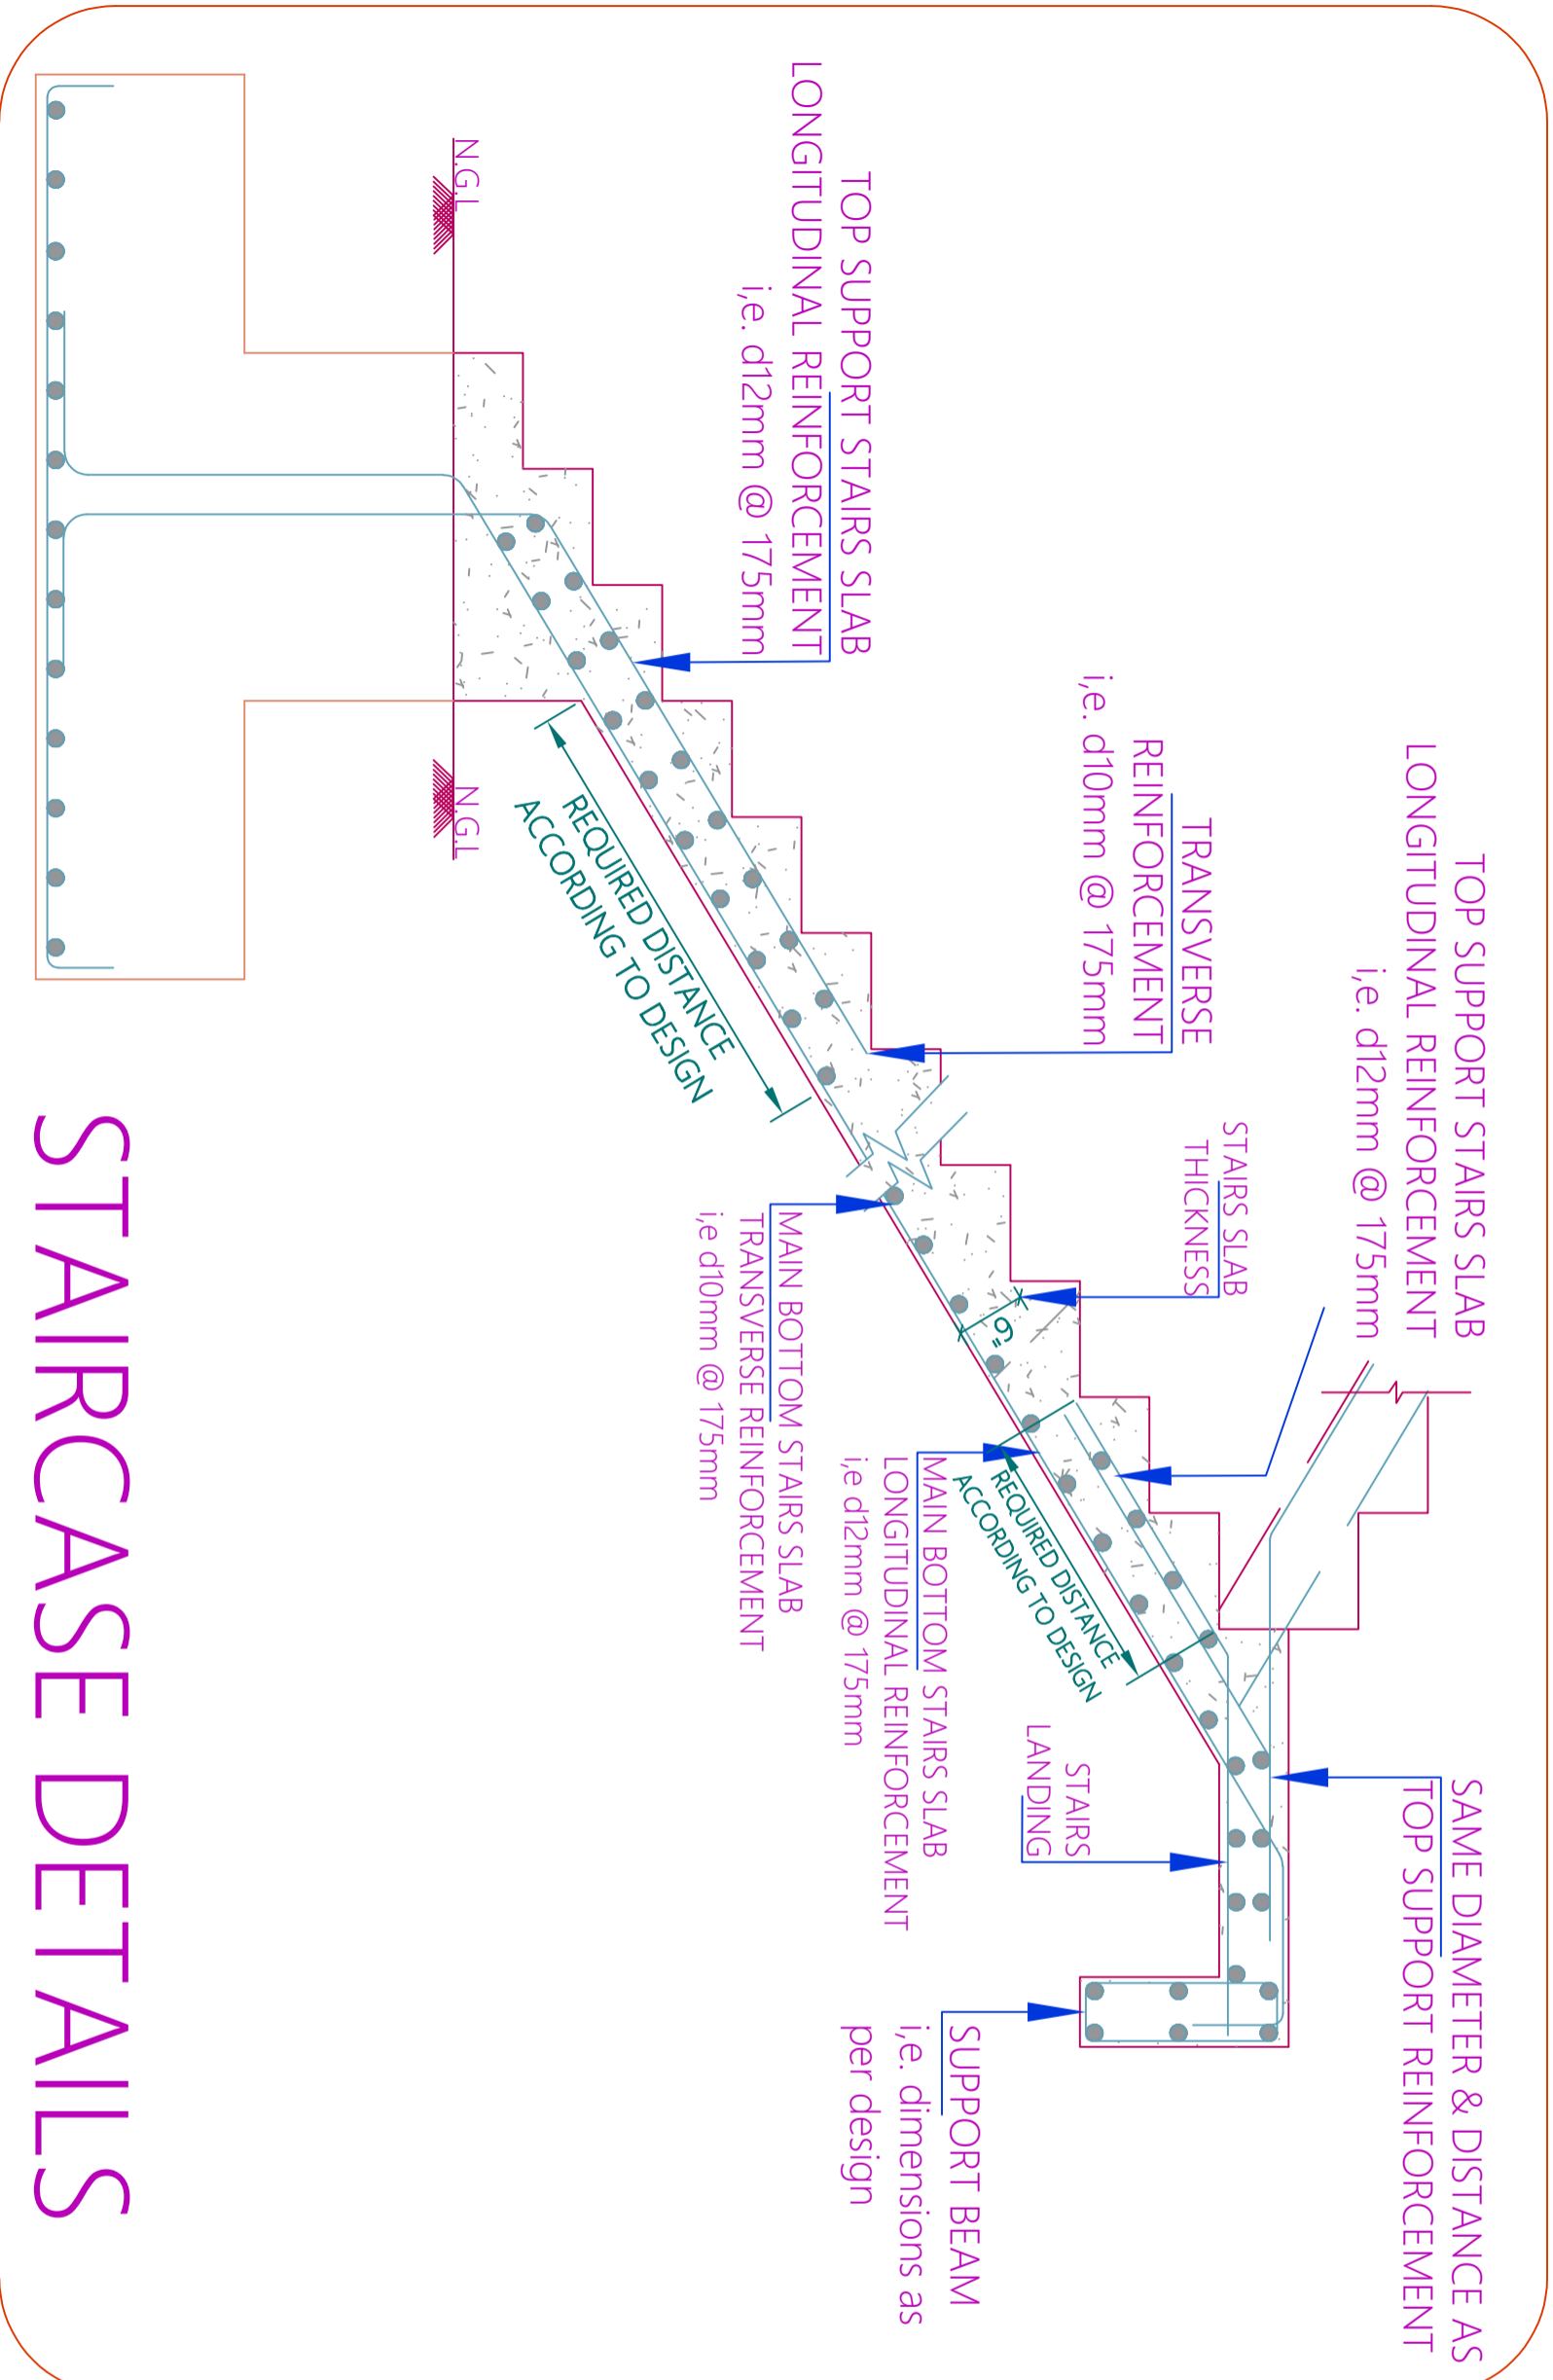 TOP SUPPORT STAIRS SLAB
LONGITUDINAL REINFORCEMENT
i,e. d12mm @ 175mm
SAME DIAMETER & DISTANCE AS
TOP SUPPORT REINFORCEMENT
TRANSVERSE
REINFORCEMENT
i,e. d10mm @ 175mm
STAIRS SLAB
THICKNESS
TOP SUPPORT STAIRS SLAB
LONGITUDINAL REINFORCEMENT
i,e. d12mm @ 175mm
9"
STAIRS
LANDING
REQUIRED DISTANCE
ACCORDING TO DESIGN
SUPPORT BEAM
i,e. dimensions as
per design
MAIN BOTTOM STAIRS SLAB
LONGITUDINAL REINFORCEMENT
i,e d12mm @ 175mm
MAIN BOTTOM STAIRS SLAB
TRANSVERSE REINFORCEMENT
i,e d10mm @ 175mm
REQUIRED DISTANCE
ACCORDING TO DESIGN
N.G.L
N.G.L
STAIRCASE DETAILS